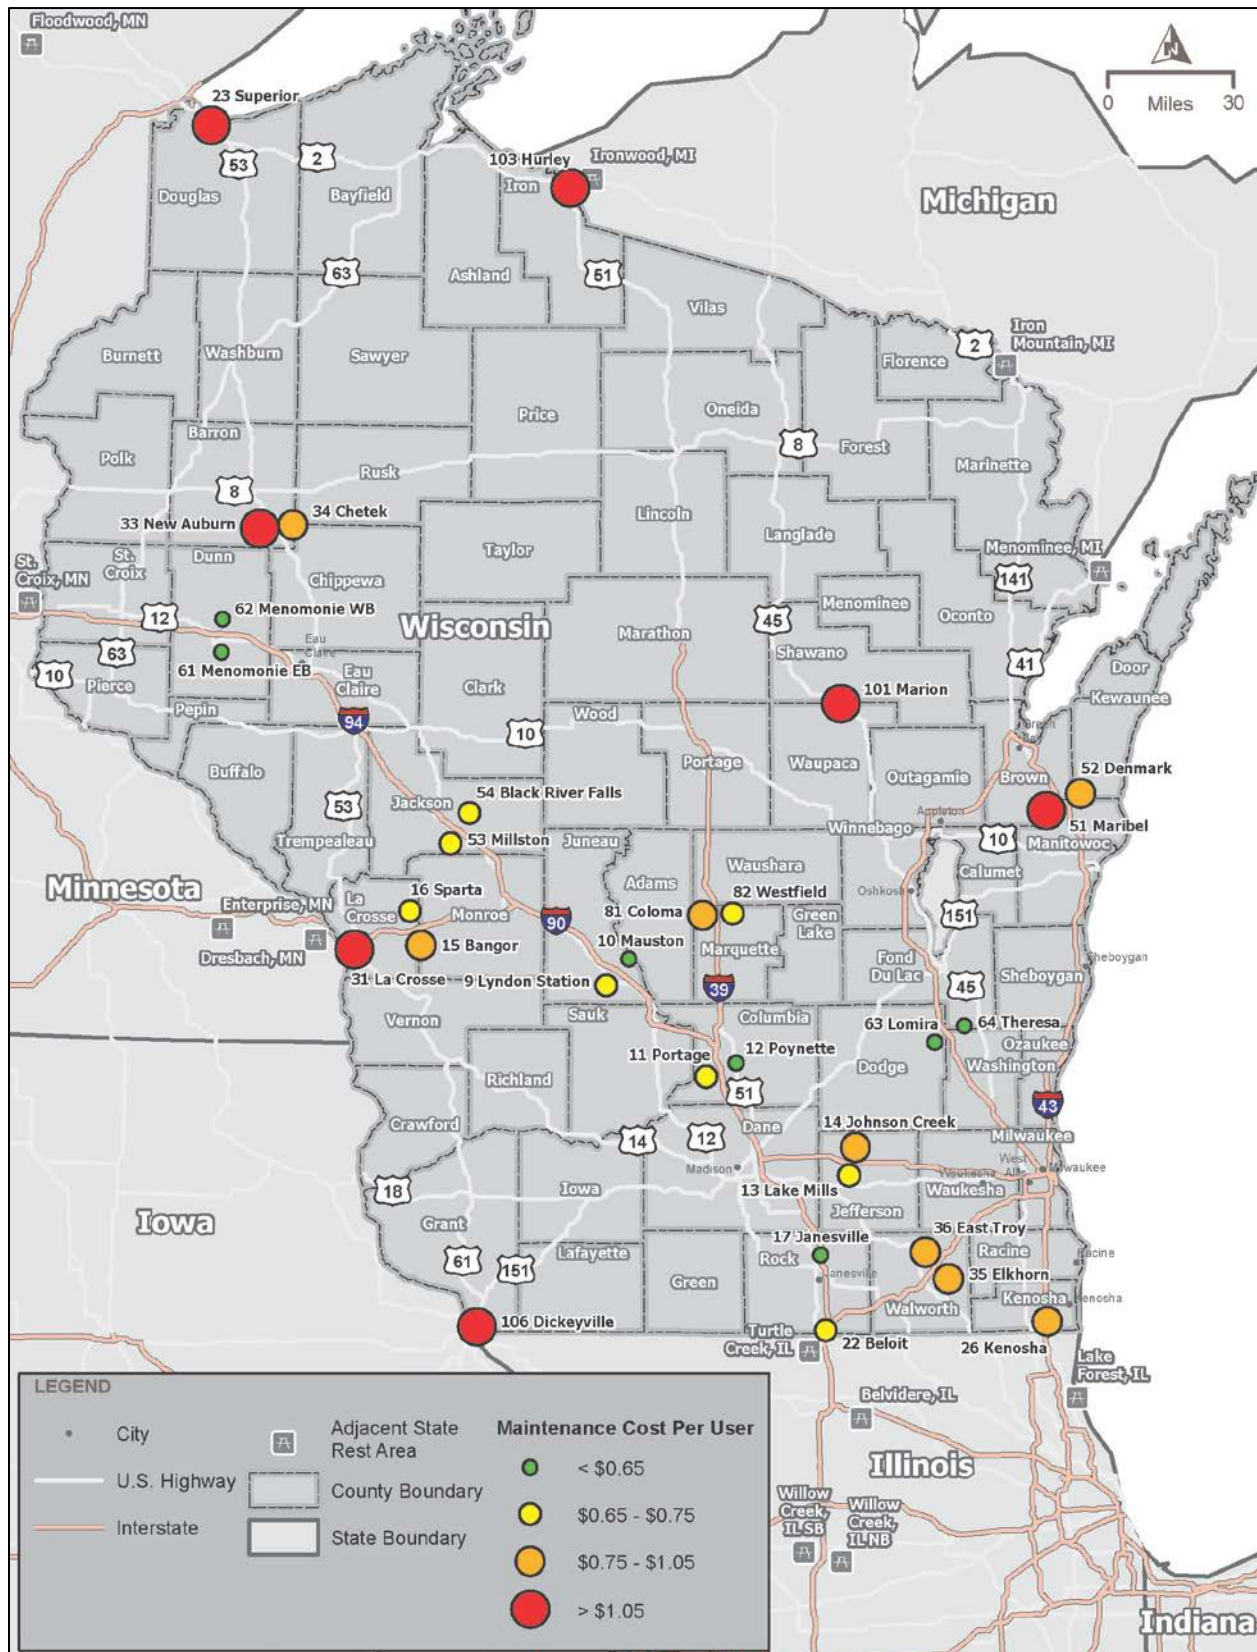 Floodwood, MN
N
0 Miles 30
23 Superior
53
2
103 Hurley
Ironwood, MI
Iron
Michigan
Douglas
Bayfield
63
Ashland
51
Vilas
Iron
Mountain, MI
2
Florence
Burnett
Washburn
Sawyer
Price
Oneida
8
Forest
Marinette
Barron
Polk
Rusk
8
34 Chetek
33 New Auburn
Lincoln
Langlade
Taylor
Menominee, MI
St.
Croix, MN
St.
Croix
Dunn
Chippewa
141
Menominee
Oconto
62 Menomonie WB
12
Wisconsin
Marathon
45
Shawano
Eau
Claire
63
61 Menomonie EB
10
Pierce
Eau
Claire
Clark
41
Door
Kewaunee
101 Marion
Pepin
94
Wood
10
Portage
Waupaca
Outagamie
Brown
52 Denmark
Buffalo
53
Jackson
54 Black River Falls
53 Millston
Juneau
Appleton
Winnebago
10
51 Maribel
Manitowoc
Trempealeau
Waushara
Calumet
Minnesota
La
Crosse
16 Sparta
Monroe
Adams
82 Westfield
Oshkosh
Enterprise, MN
81 Coloma
Green
Lake
151
90
10 Mauston
Marquette
Dresbach, MN
15 Bangor
Fond
Du Lac
Sheboygan
Sheboygan
31 La Crosse
9 Lyndon Station
39
45
Vernon
Sauk
Columbia
63 Lomira
64 Theresa
Ozaukee
11 Portage
12 Poynette
Dodge
Washington
Richland
51
43
Crawford
14
12
Dane
14 Johnson Creek
Milwaukee
Madison
West
Allis
Milwaukee
Waukesha
Waukesha
18
Iowa
13 Lake Mills
Jefferson
Iowa
Grant
17 Janesville
36 East Troy
Racine
Racine
61
151
Lafayette
Rock
Janesville
35 Elkhorn
Green
Walworth
Kenosha
Kenosha
106 Dickeyville
Turtle
Creek, IL
22 Beloit
26 Kenosha
Lake
Forest, IL
Belvidere, IL
Illinois
Willow
Creek,
IL SB
Willow
Creek,
IL NB
Indiana
LEGEND
City
U.S. Highway
Interstate
Adjacent State
Rest Area
County Boundary
State Boundary
Maintenance Cost Per User
< $0.65
$0.65 - $0.75
$0.75 - $1.05
> $1.05